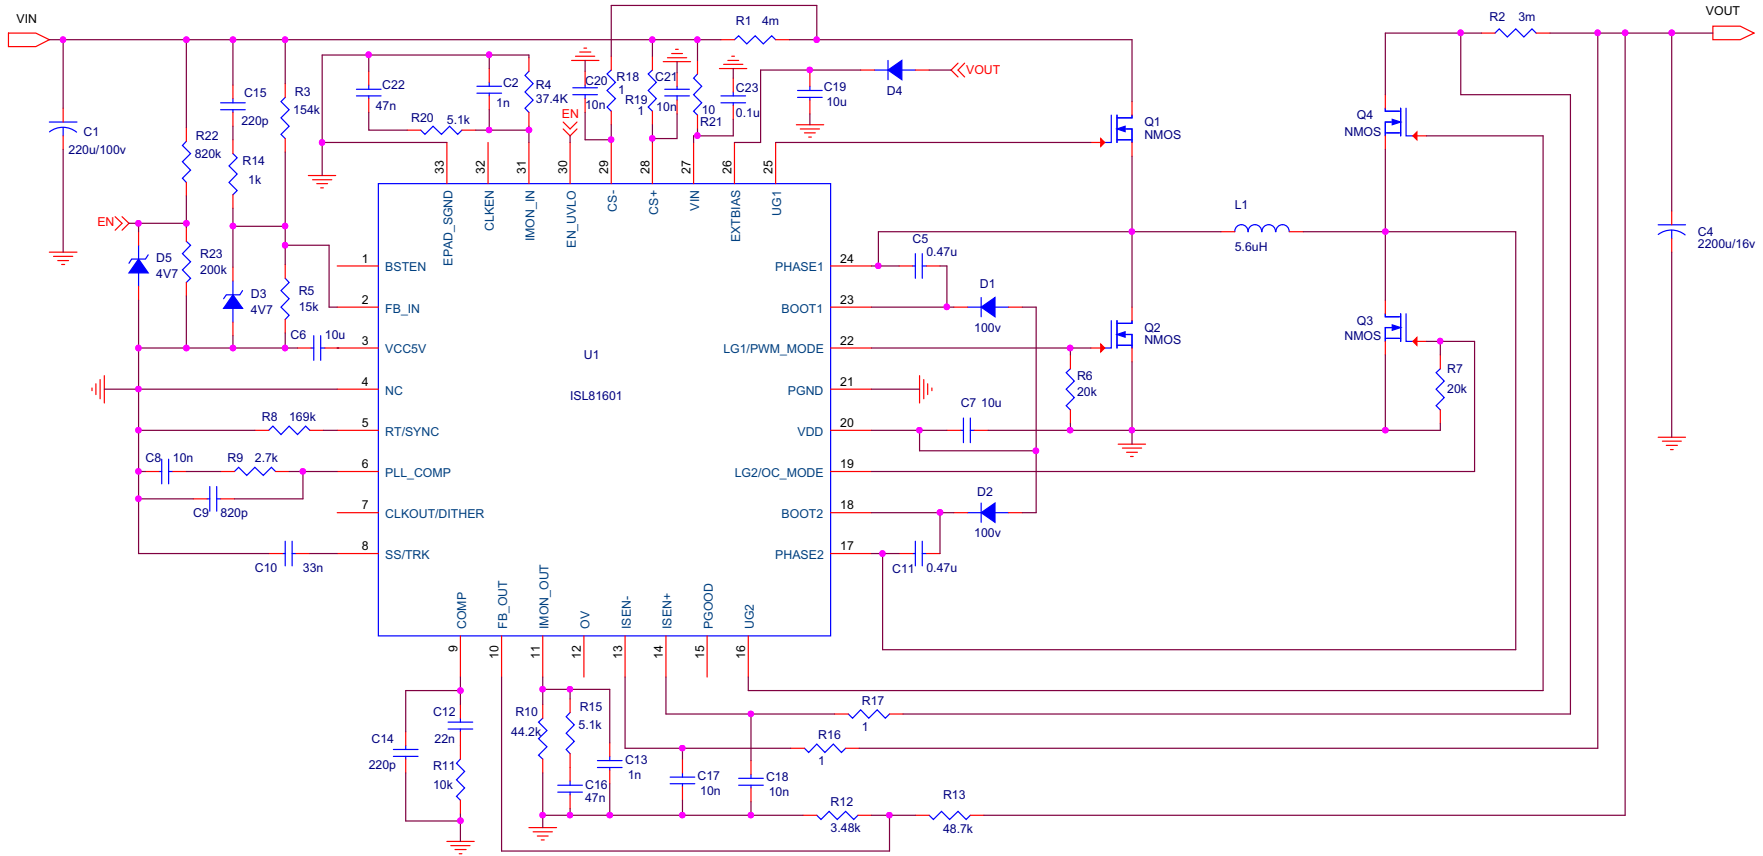 VIN
VOUT
R1 4m
R2 3m
C22
47n
C2
1n
R4
37.4K
R20 5.1k
C20
10n
R18
1
C21
10n
R19
1
10
R21
C23
0.1u
C19
10u
D4
VOUT
EN
C15
220p
R3
154k
C1
220u/100v
R22
820k
R14
1k
Q1
NMOS
Q4
NMOS
EN
R23
200k
D5
4V7
D3
4V7
R5
15k
C6 10u
33 32 31 30 29 28 27 26 25
EPAD_SGND
CLKEN
IMON_IN
EN_UVLO
CS-
CS+
VIN
EXTBIAS
UG1
L1
5.6uH
C4
2200u/16v
C5
0.47u
D1
100v
1 BSTEN
2 FB_IN
3 VCC5V
4 NC
5 RT/SYNC
6 PLL_COMP
7 CLKOUT/DITHER
8 SS/TRK
U1
ISL81601
PHASE1 24
BOOT1 23
LG1/PWM_MODE 22
PGND 21
VDD 20
LG2/OC_MODE 19
BOOT2 18
PHASE2 17
Q2
NMOS
Q3
NMOS
R6
20k
R7
20k
C7 10u
D2
100v
C11 0.47u
R8 169k
C8 10n
R9 2.7k
C9 820p
C10 33n
COMP
FB_OUT
IMON_OUT
OV
ISEN-
ISEN+
PGOOD
UG2
9 10 11 12 13 14 15 16
C12
22n
C14
220p
R11
10k
R10
44.2k
R15
5.1k
C13
1n
C16
47n
C17
10n
C18
10n
R17
1
R16
1
R12
3.48k
R13
48.7k